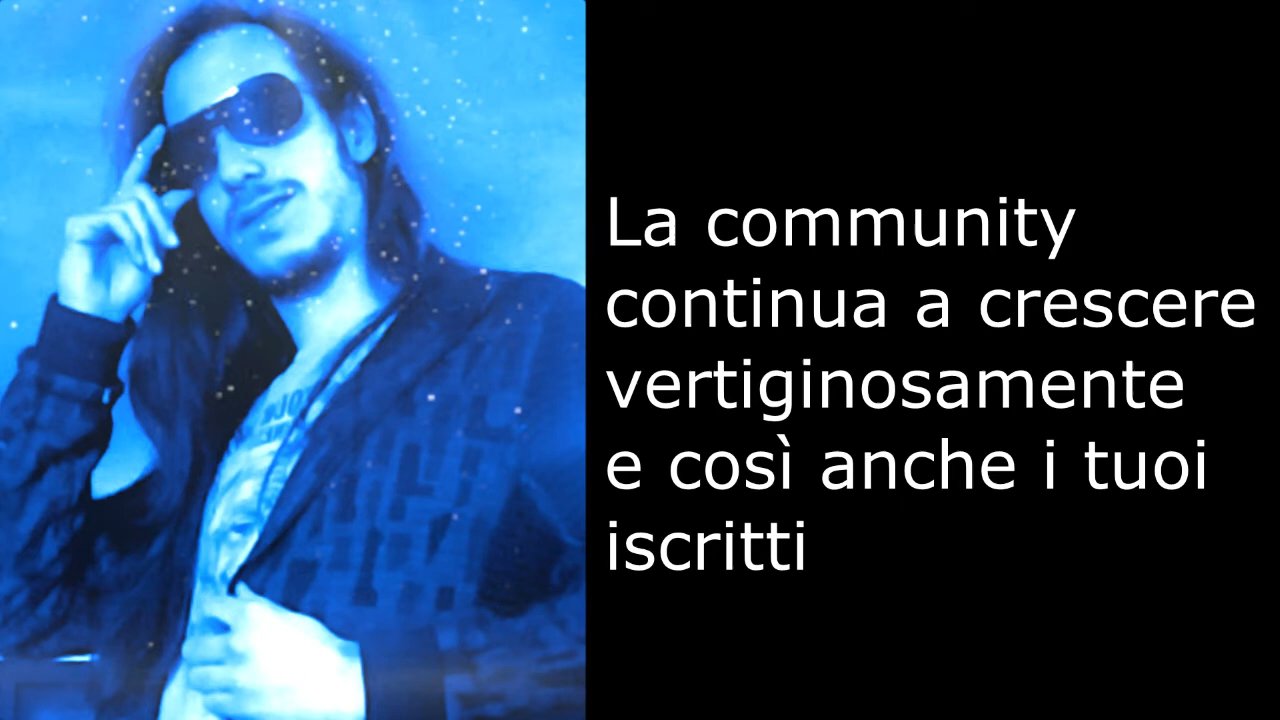 La community
continua a crescere
vertiginosamente
e così anche i tuoi
iscritti